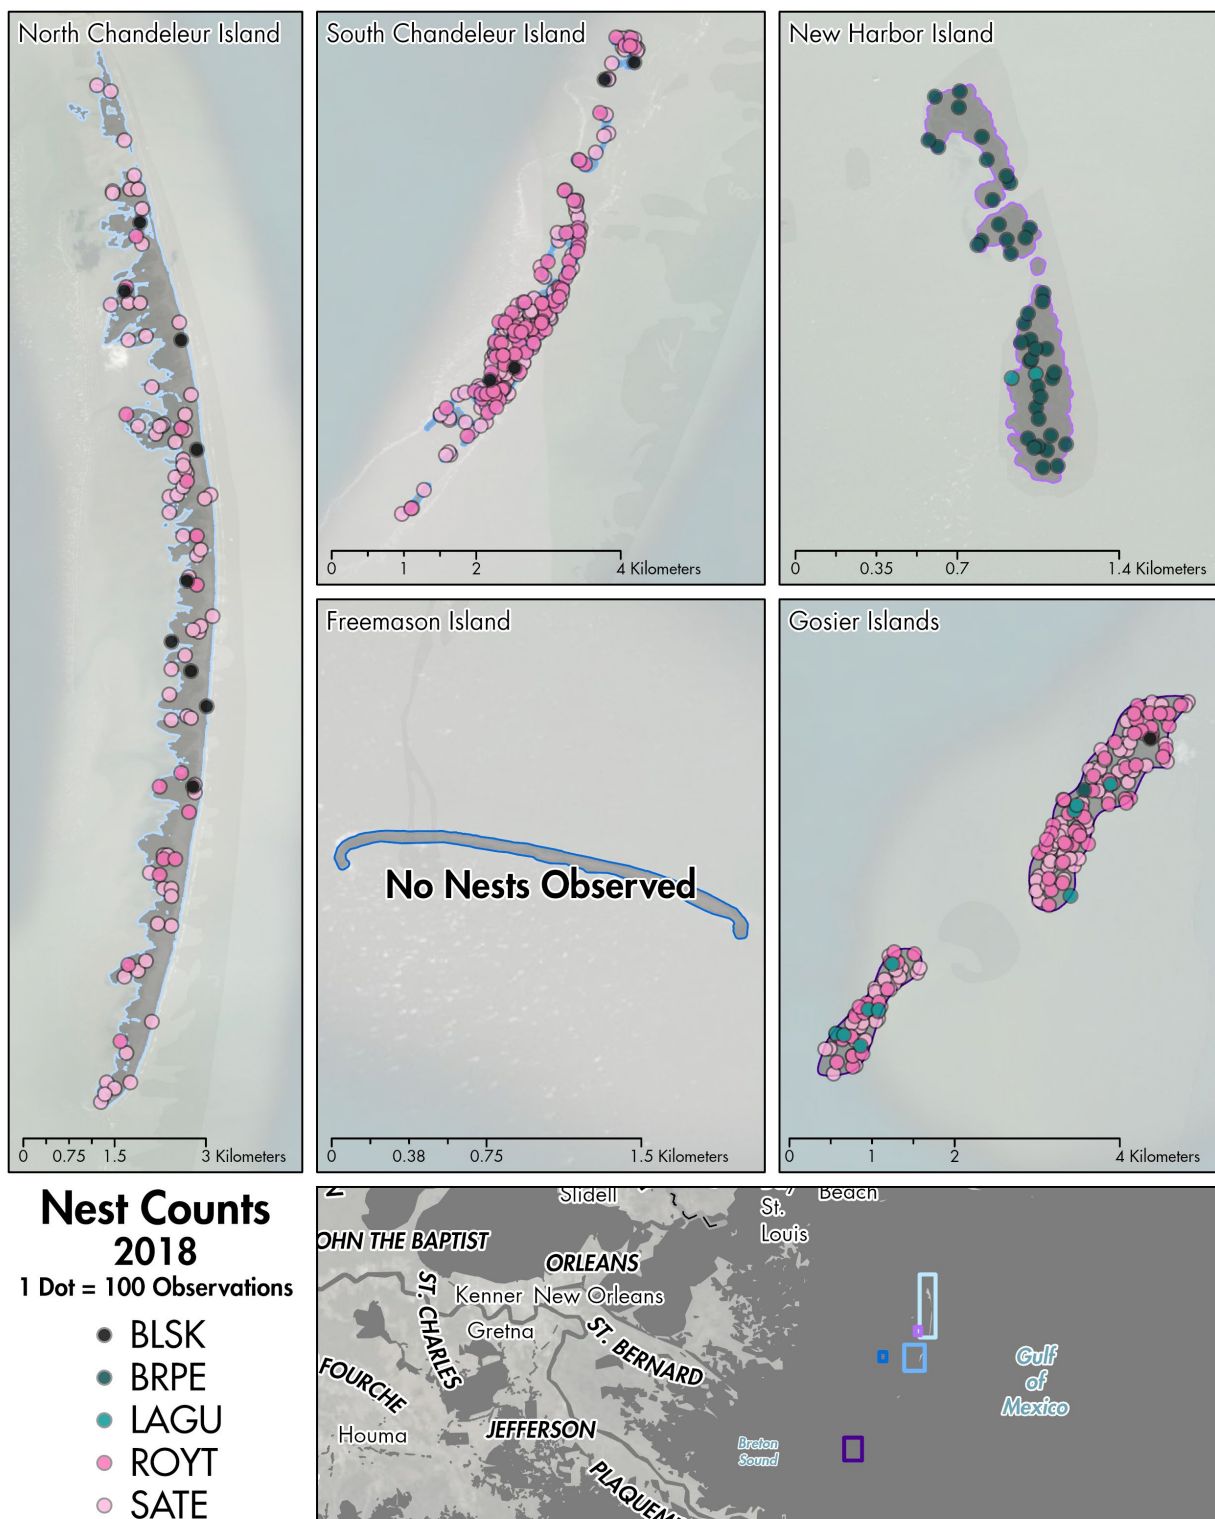 North Chandeleur Island
South Chandeleur Island
New Harbor Island
0 1 2 4 Kilometers
0 0.35 0.7 1.4 Kilometers
Freemason Island
No Nests Observed
Gosier Islands
0 0.75 1.5 3 Kilometers
0 0.38 0.75 1.5 Kilometers
0 1 2 4 Kilometers
Nest Counts
2018
1 Dot = 100 Observations
BLSK
BRPE
LAGU
ROYT
SATE
Slidell
Beach
St.
Louis
OHN THE BAPTIST
ORLEANS
ST. CHARLES
Kenner
New Orleans
Gretna
ST. BERNARD
FOURCHE
Houma
JEFFERSON
PLAQUEM
Breton
Sound
Gulf
of
Mexico